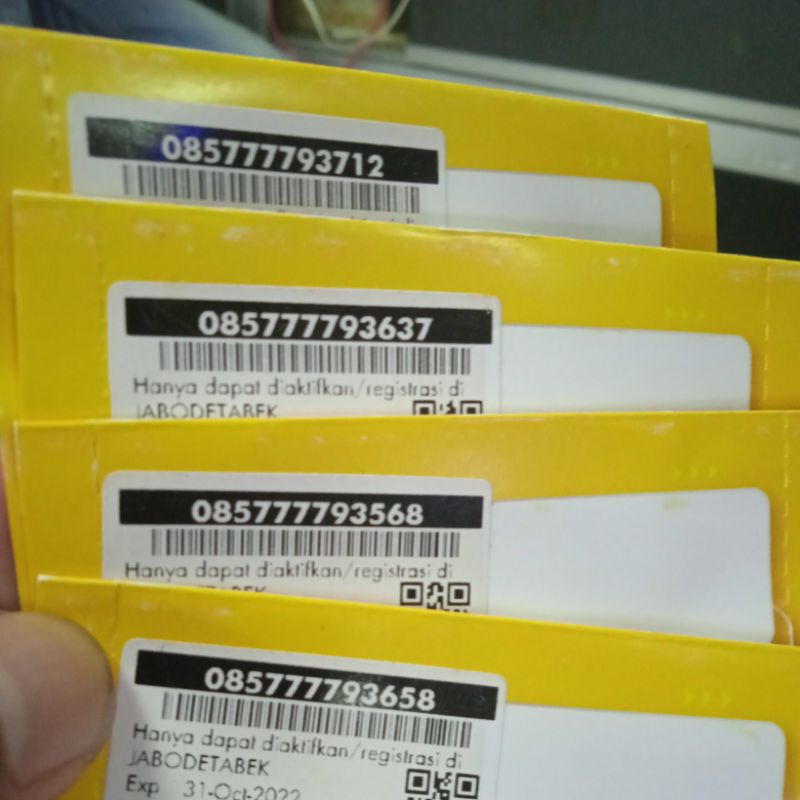 085777793712
085777793637
Hanya dapat diaktifkan/registrasi di
JABODETABEK
085777793568
Hanya dapat diaktifkan/registrasi di
085777793658
Hanya dapat diaktifkan/registrasi di
JABODETABEK
Exp 31-Oct-2022